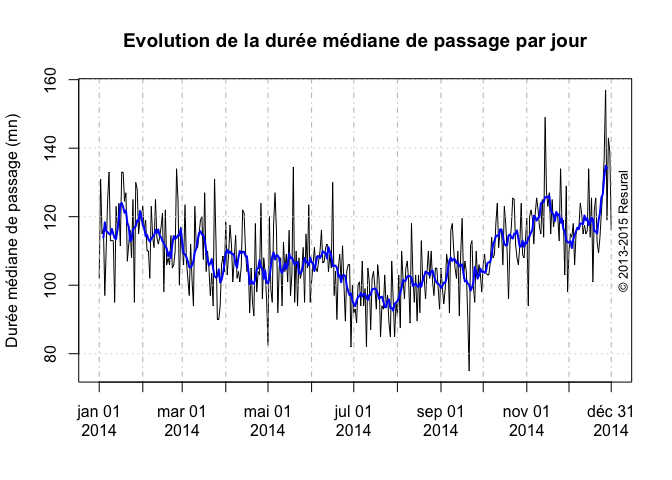 Evolution de la durée médiane de passage par jour
Durée médiane de passage (mn)
160
140
120
100
80
jan 01
2014
mar 01
2014
mai 01
2014
jul 01
2014
sep 01
2014
nov 01
2014
déc 31
2014
© 2013-2015 Resural